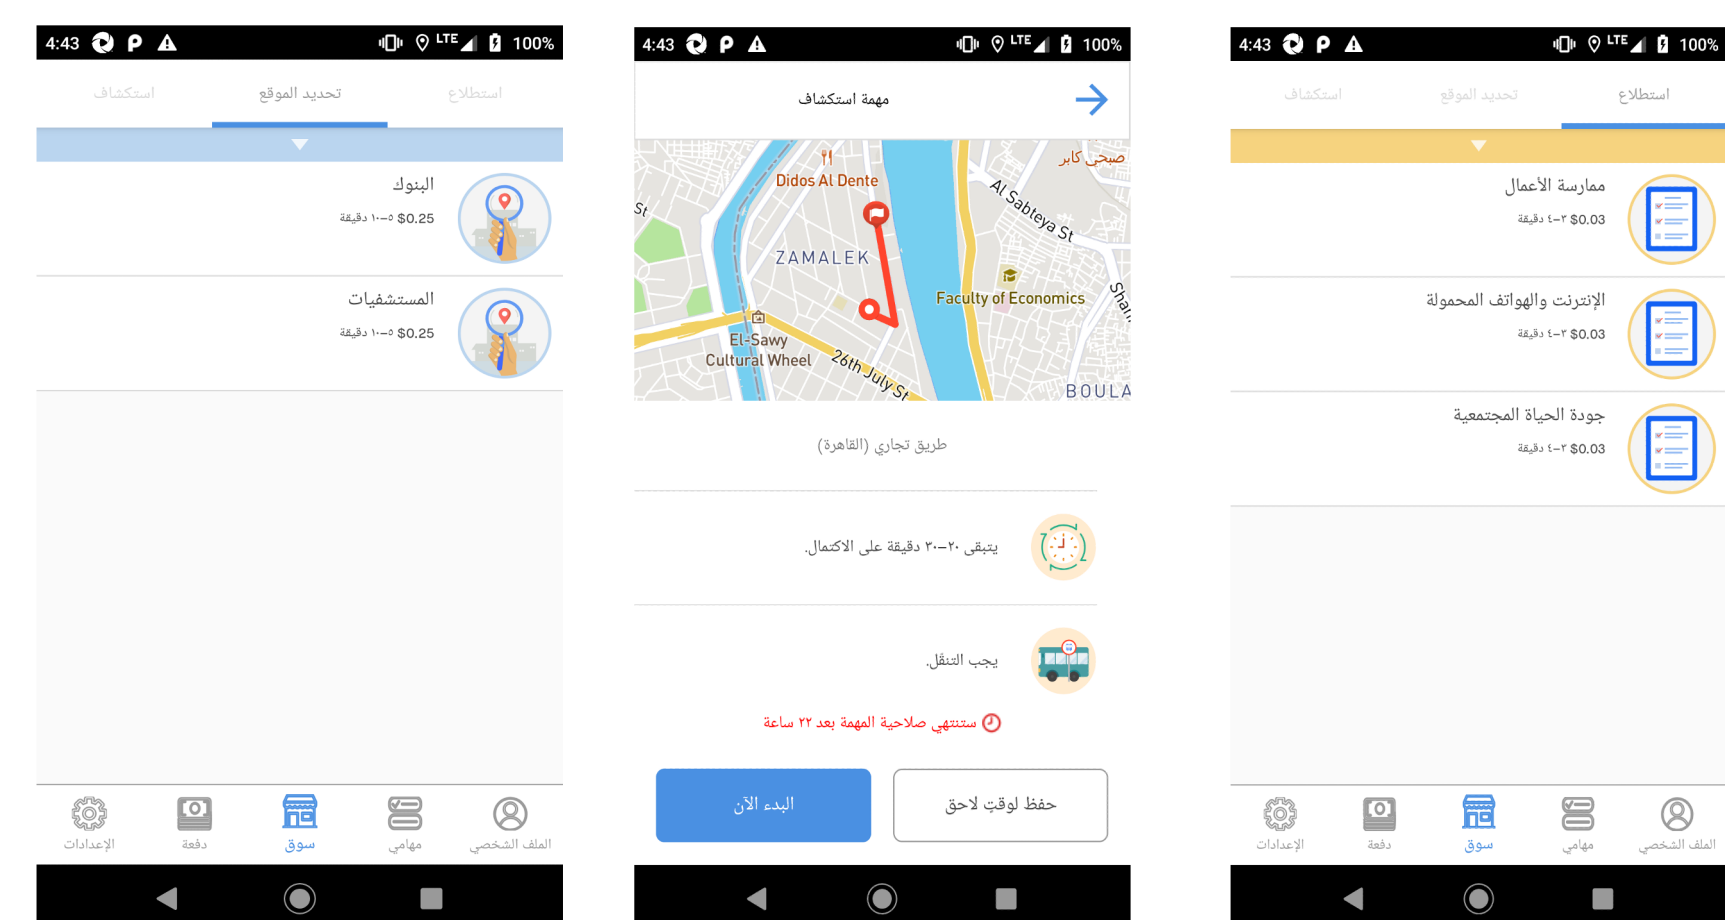 4:43 P LTE 100%
استطلاع تحديد الموقع استكشاف
البنوك
$0.25 ٥–١٠ دقيقة
المستشفيات
$0.25 ٥–١٠ دقيقة
الملف الشخصي مهامي سوق دفعة الإعدادات
4:43 P LTE 100%
مهمة استكشاف
صبحي كابر
Didos Al Dente
Al Sabteya St
St
ZAMALEK
Faculty of Economics
El-Sawy
Cultural Wheel
26th July St
BOULA
طريق تجاري (القاهرة)
يتبقى ٢٠–٣٠ دقيقة على الاكتمال.
يجب التنقّل.
ستنتهي صلاحية المهمة بعد ٢٢ ساعة
حفظ لوقتٍ لاحق
البدء الآن
4:43 P LTE 100%
استطلاع تحديد الموقع استكشاف
ممارسة الأعمال
$0.03 ٣–٤ دقيقة
الإنترنت والهواتف المحمولة
$0.03 ٣–٤ دقيقة
جودة الحياة المجتمعية
$0.03 ٣–٤ دقيقة
الملف الشخصي مهامي سوق دفعة الإعدادات